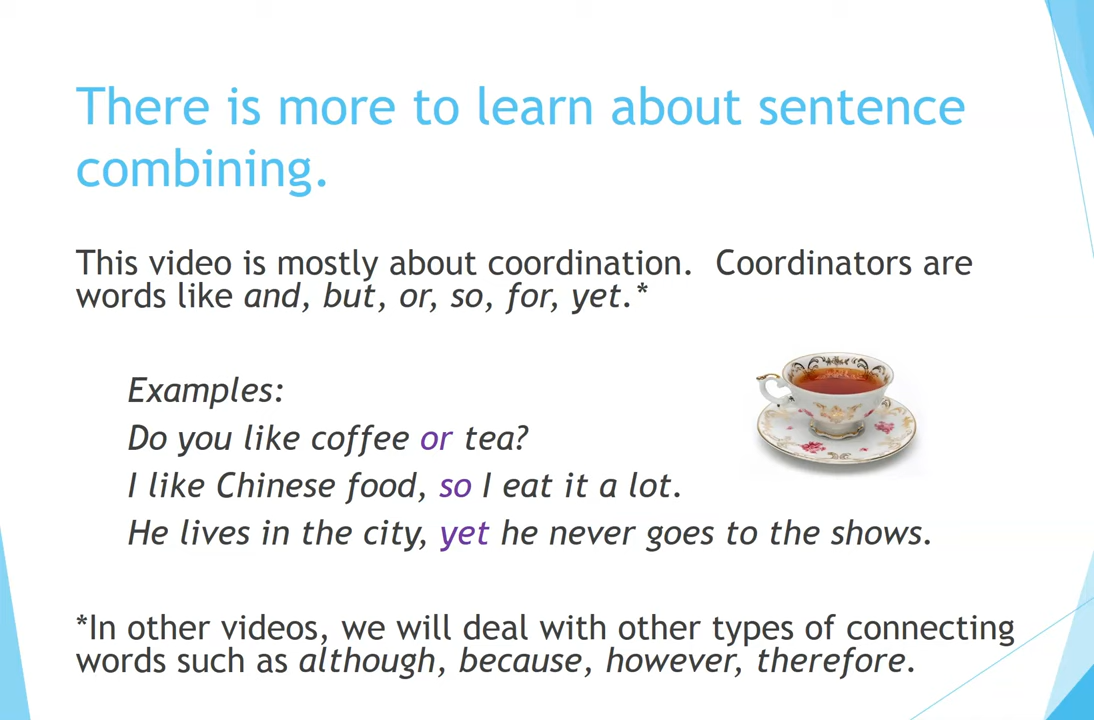 There is more to learn about sentence
combining.
This video is mostly about coordination.  Coordinators are
words like and, but, or, so, for, yet.*
Examples:
Do you like coffee or tea?
I like Chinese food, so I eat it a lot.
He lives in the city, yet he never goes to the shows.
*In other videos, we will deal with other types of connecting
words such as although, because, however, therefore.